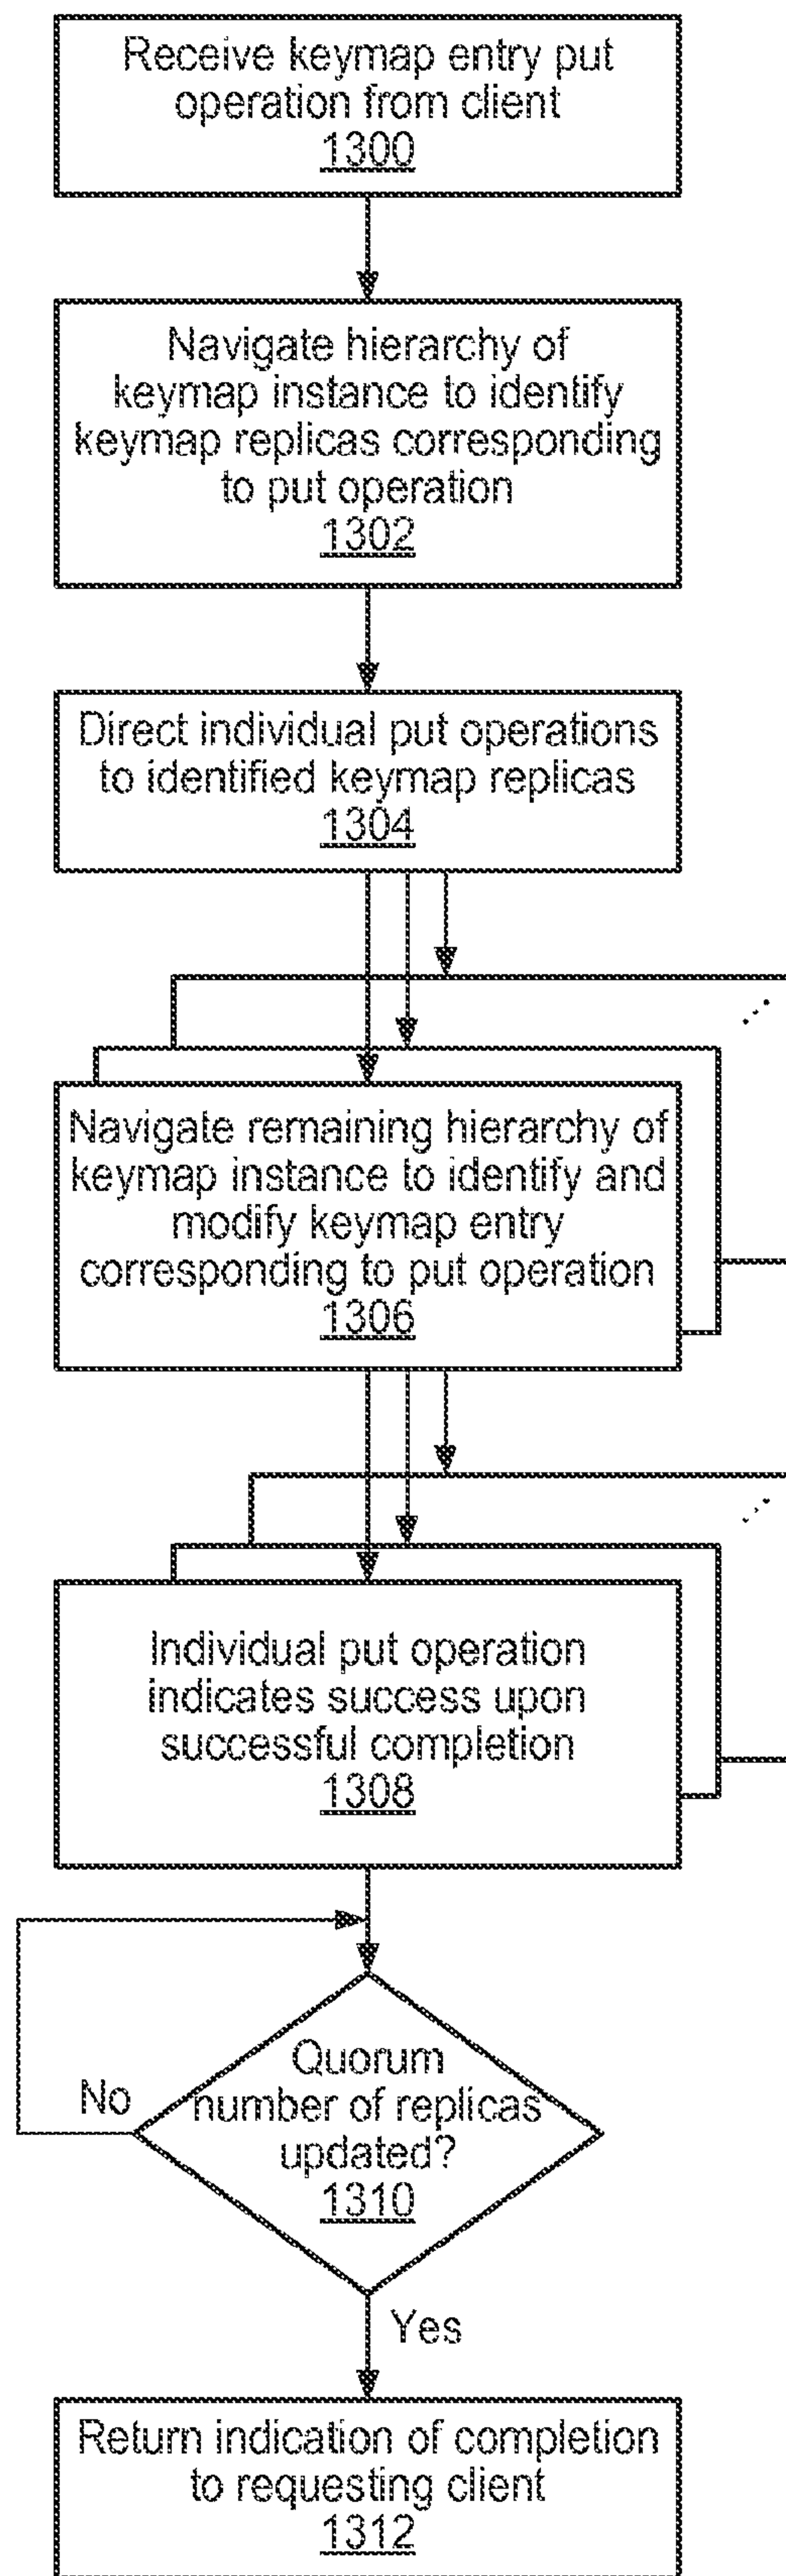 Receive keymap entry put
operation from client
1300
Navigate hierarchy of
keymap instance to identify
keymap replicas corresponding
to put operation
1302
Direct individual put operations
to identified keymap replicas
1304
Navigate remaining hierarchy of
keymap instance to identify and
modify keymap entry
corresponding to put operation
1306
Individual put operation
indicates success upon
successful completion
1308
Quorum
number of replicas
updated?
1310
No
Yes
Return indication of completion
to requesting client
1312